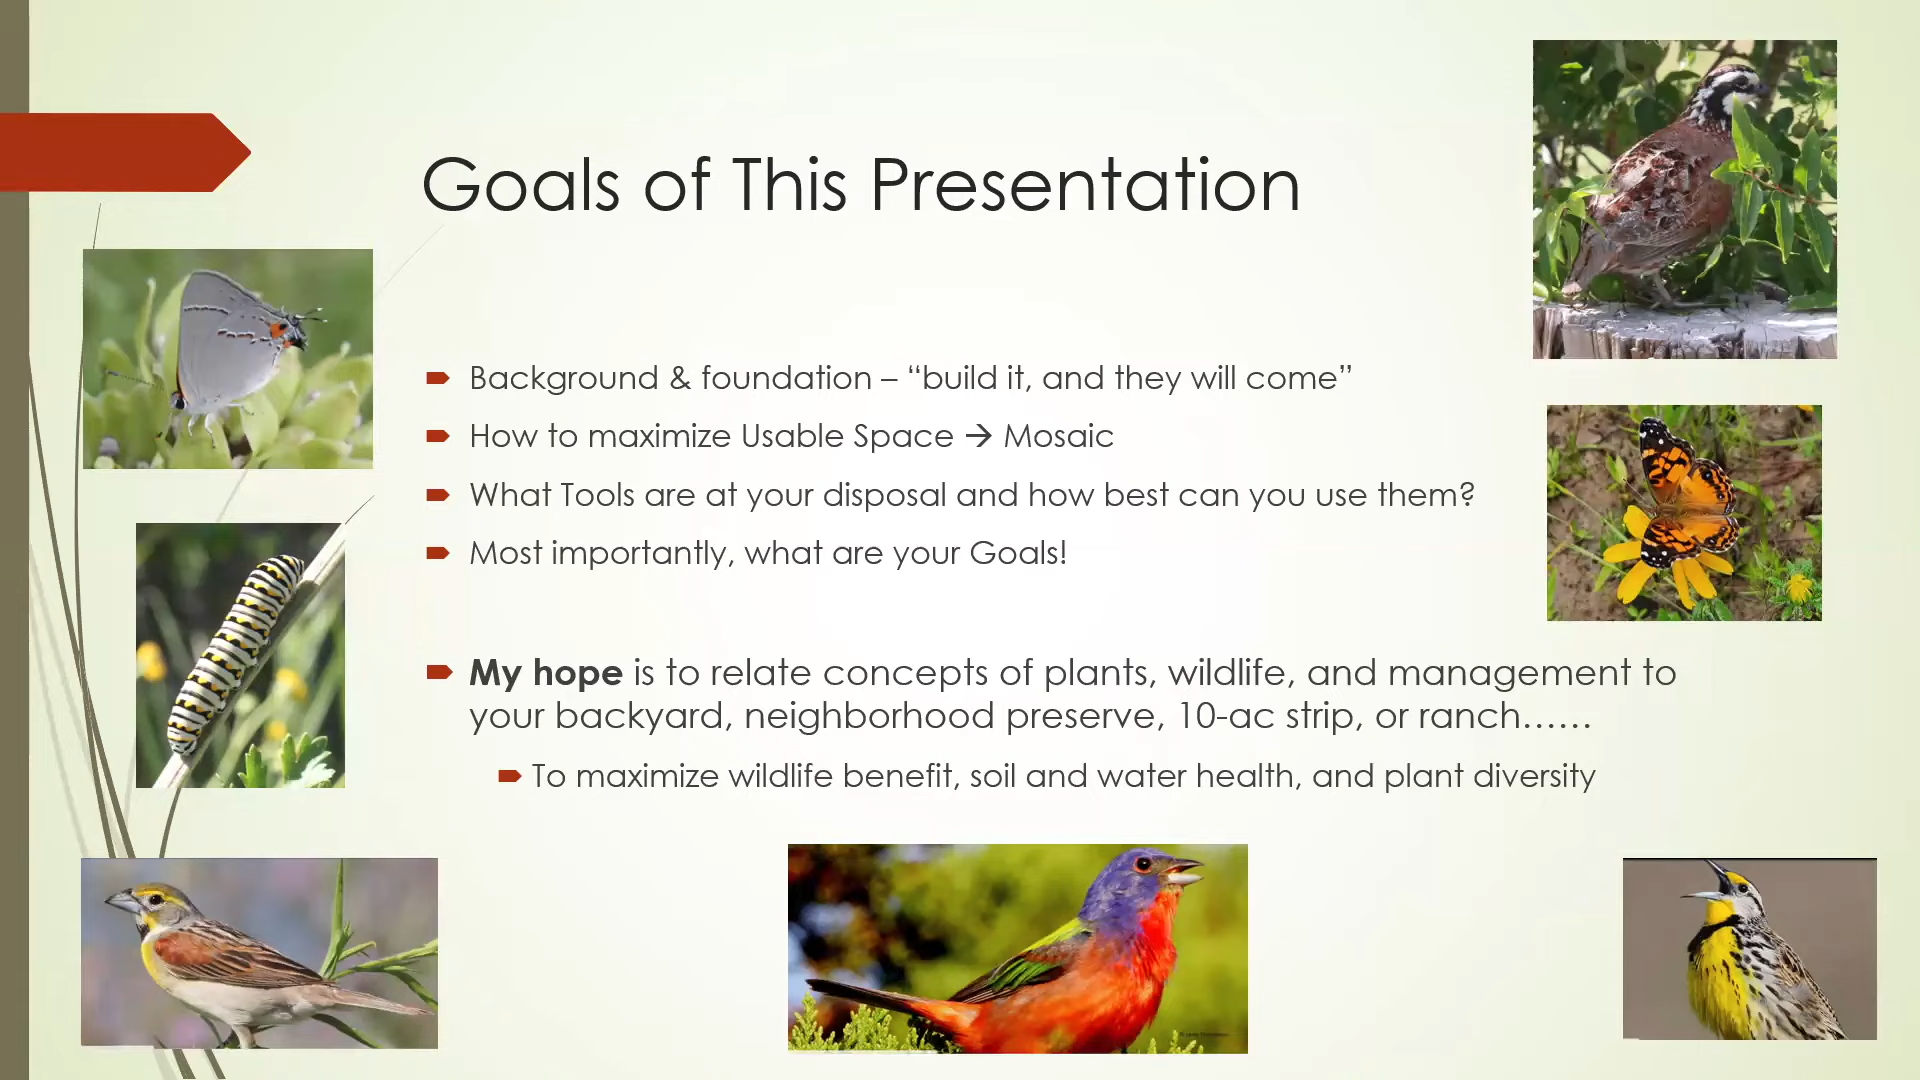 Goals of This Presentation
Background & foundation – “build it, and they will come”
How to maximize Usable Space → Mosaic
What Tools are at your disposal and how best can you use them?
Most importantly, what are your Goals!
My hope is to relate concepts of plants, wildlife, and management to
your backyard, neighborhood preserve, 10-ac strip, or ranch……
To maximize wildlife benefit, soil and water health, and plant diversity